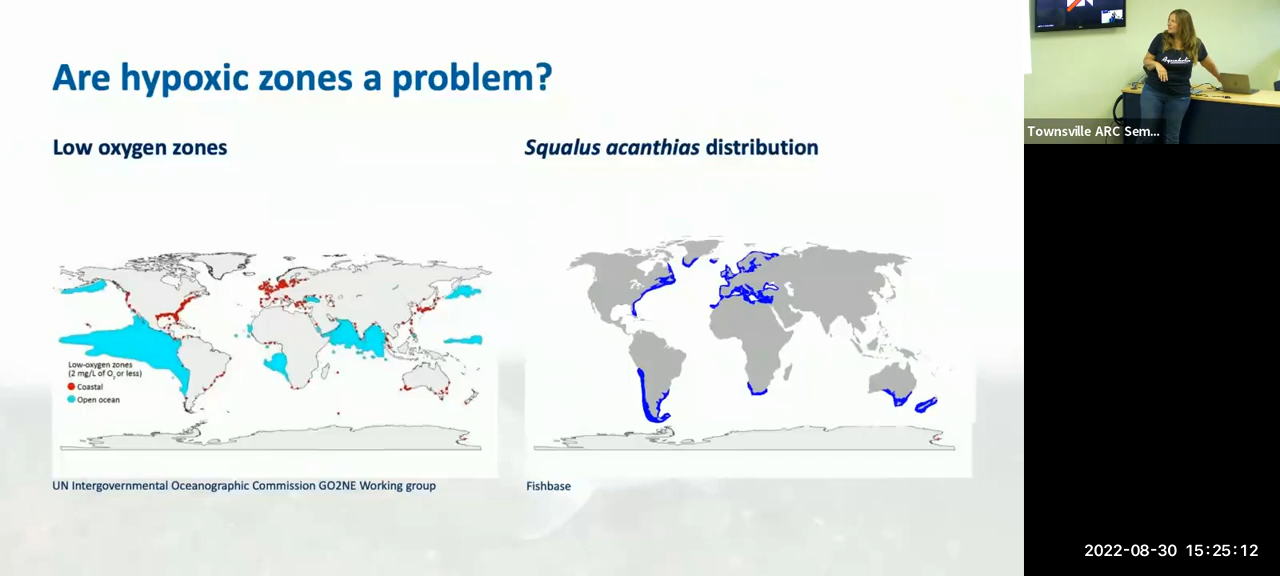 Are hypoxic zones a problem?
Low oxygen zones
Squalus acanthias distribution
Low-oxygen zones
(2 mg/L of O2 or less)
Coastal
Open ocean
UN Intergovernmental Oceanographic Commission GO2NE Working group
Fishbase
Townsville ARC Sem...
2022-08-30 15:25:12